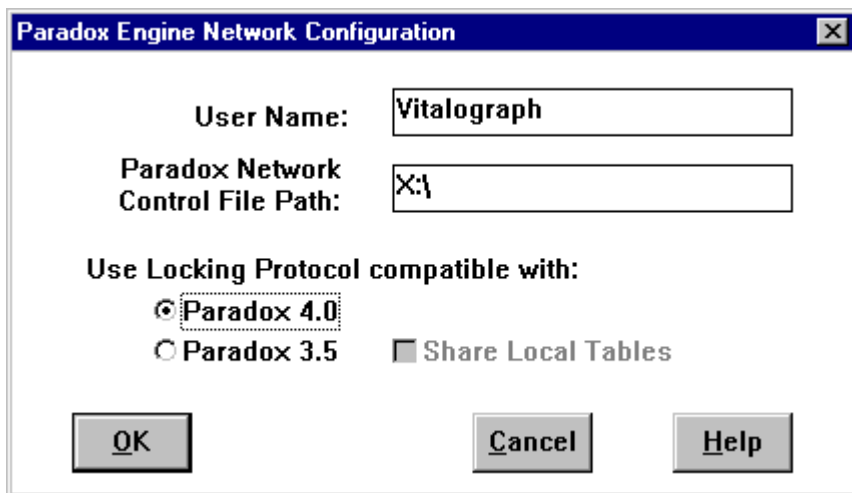 Paradox Engine Network Configuration
User Name:
Vitalograph
Paradox Network
Control File Path:
X:\
Use Locking Protocol compatible with:
Paradox 4.0
Paradox 3.5
Share Local Tables
OK
Cancel
Help